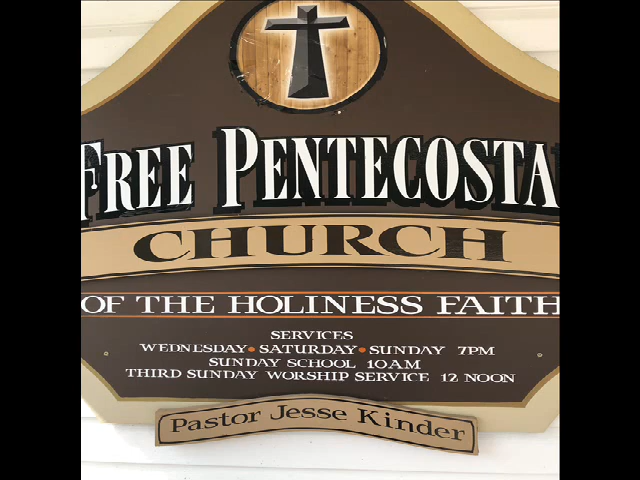 FREE PENTECOSTA
CHURCH
OF THE HOLINESS FAITH
SERVICES
WEDNESDAY • SATURDAY • SUNDAY 7PM
SUNDAY SCHOOL 10AM
THIRD SUNDAY WORSHIP SERVICE 12 NOON
Pastor Jesse Kinder